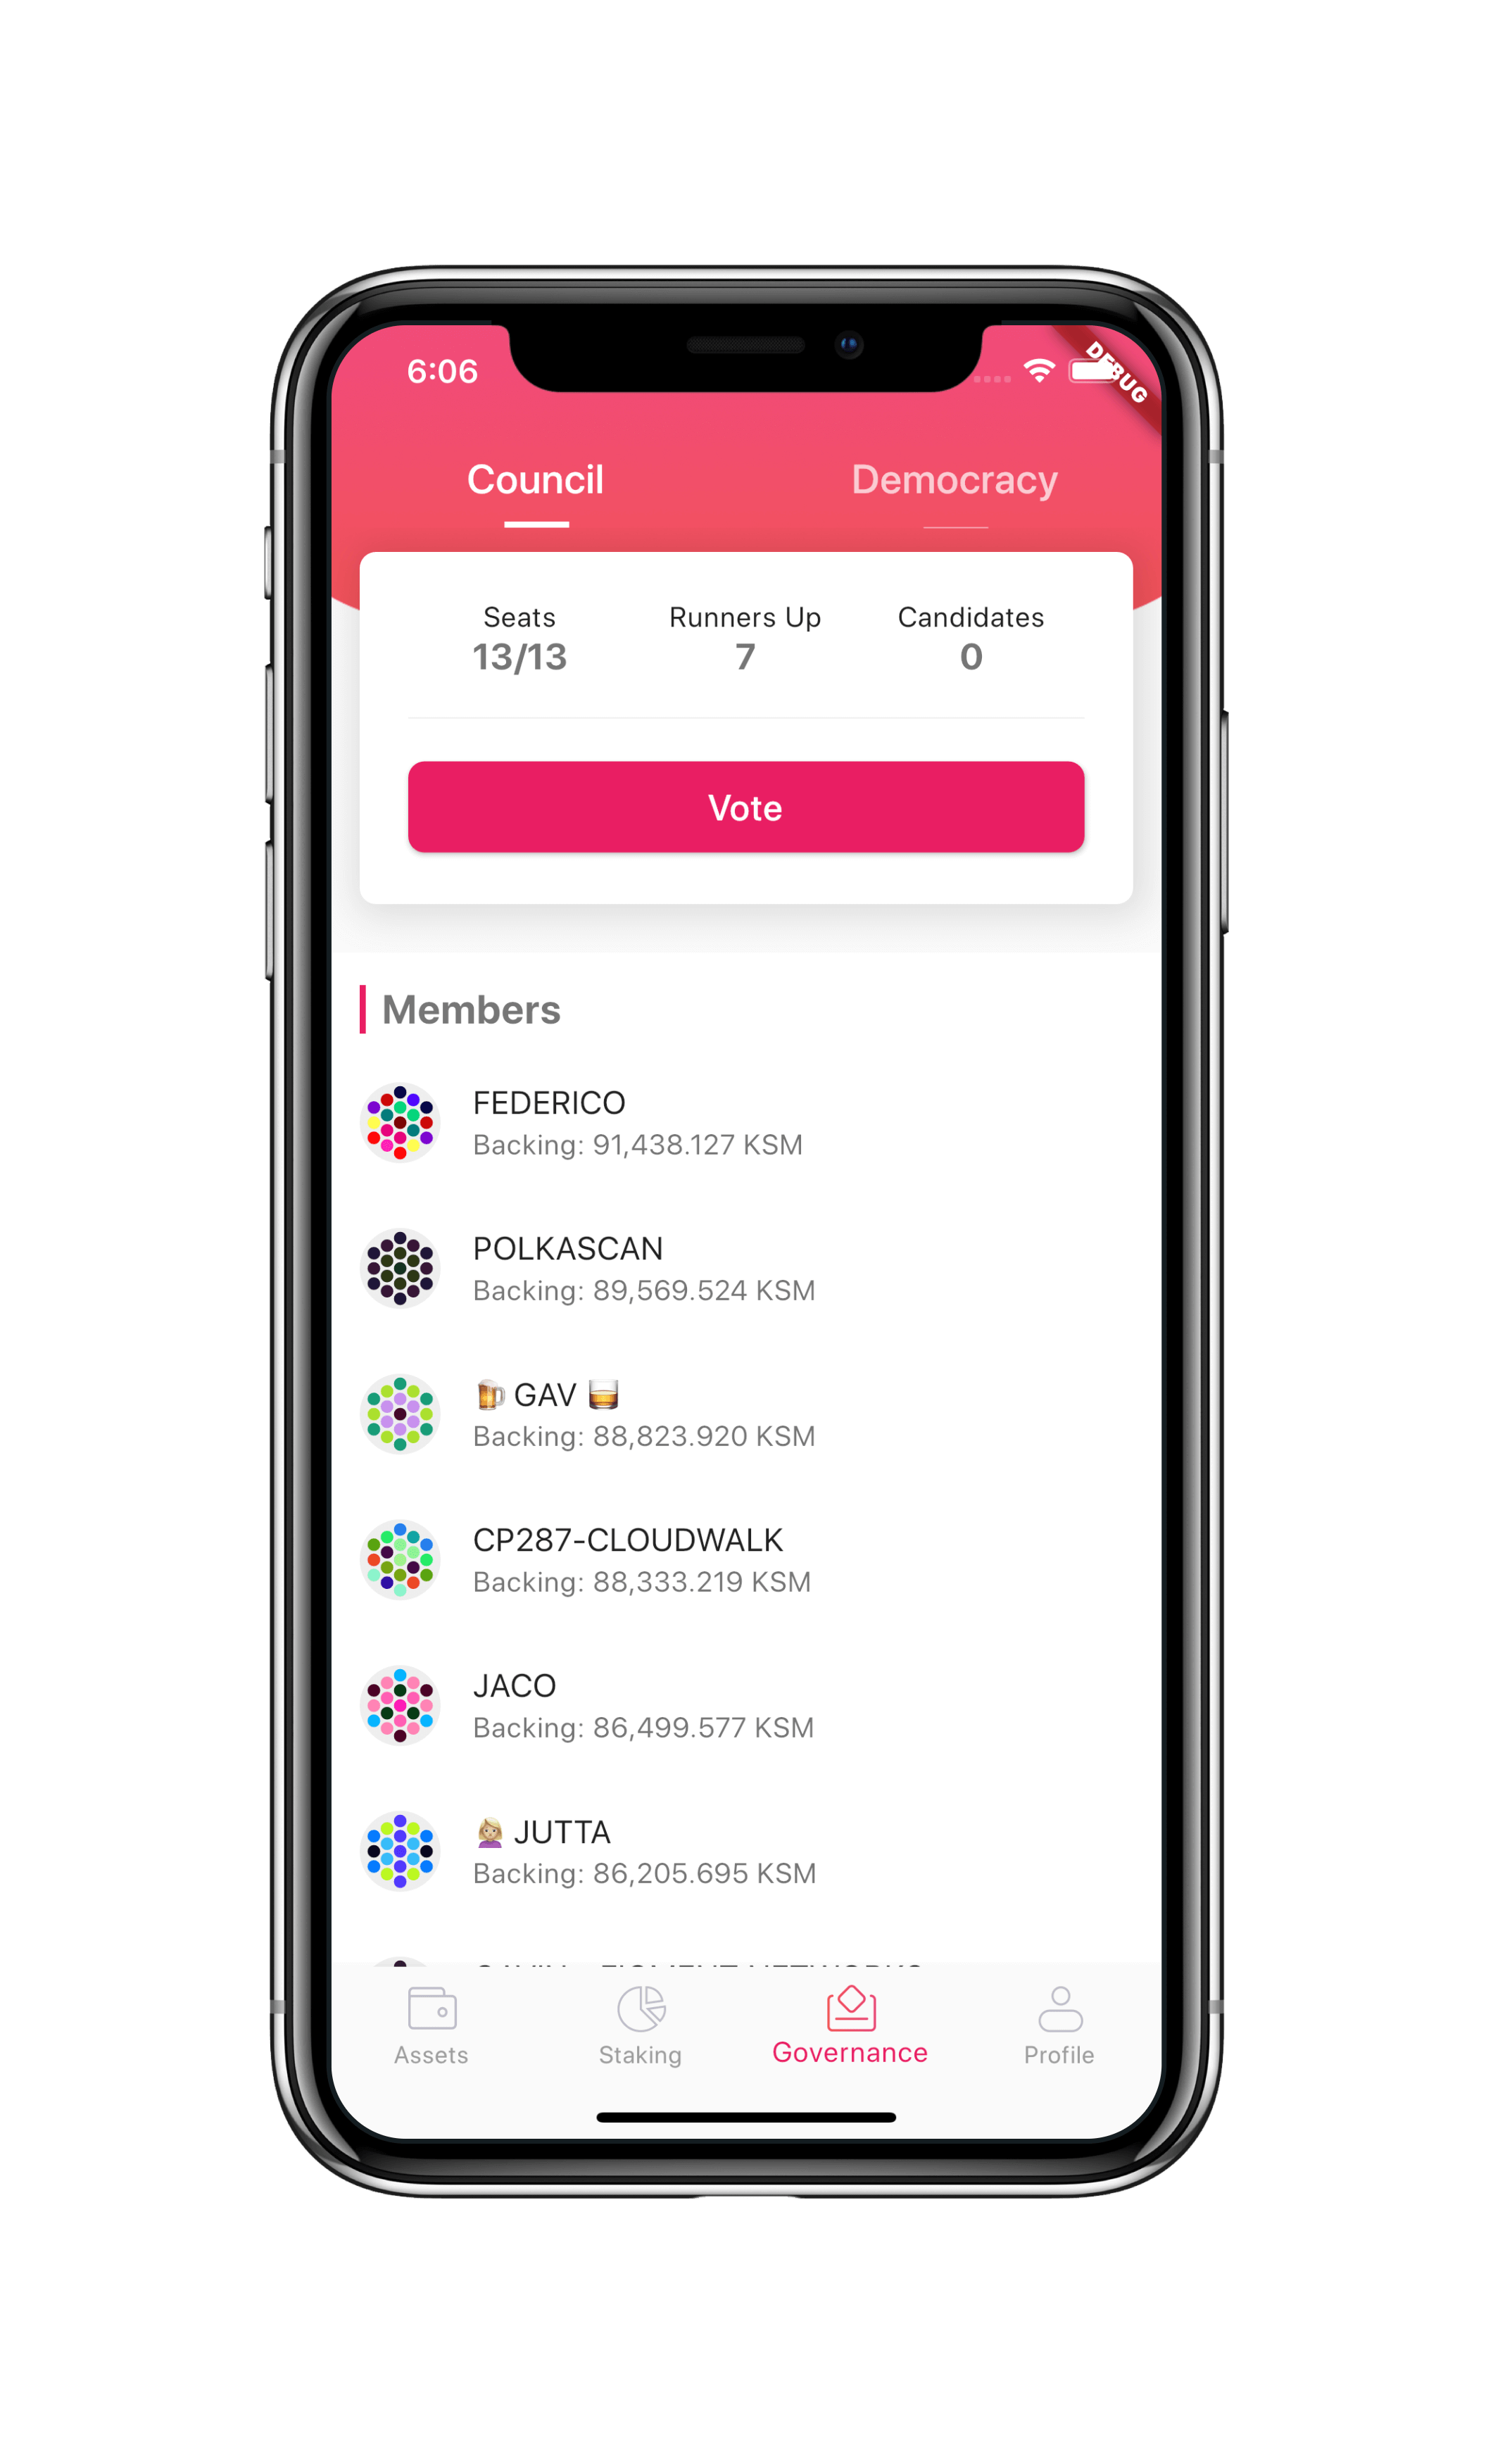 6:06
DEBUG
Council
Democracy
Seats
Runners Up
Candidates
13/13
7
0
Vote
Members
FEDERICO
Backing: 91,438.127 KSM
POLKASCAN
Backing: 89,569.524 KSM
🍺 GAV 🥃
Backing: 88,823.920 KSM
CP287-CLOUDWALK
Backing: 88,333.219 KSM
JACO
Backing: 86,499.577 KSM
🙎🏼‍♀️ JUTTA
Backing: 86,205.695 KSM
Assets
Staking
Governance
Profile